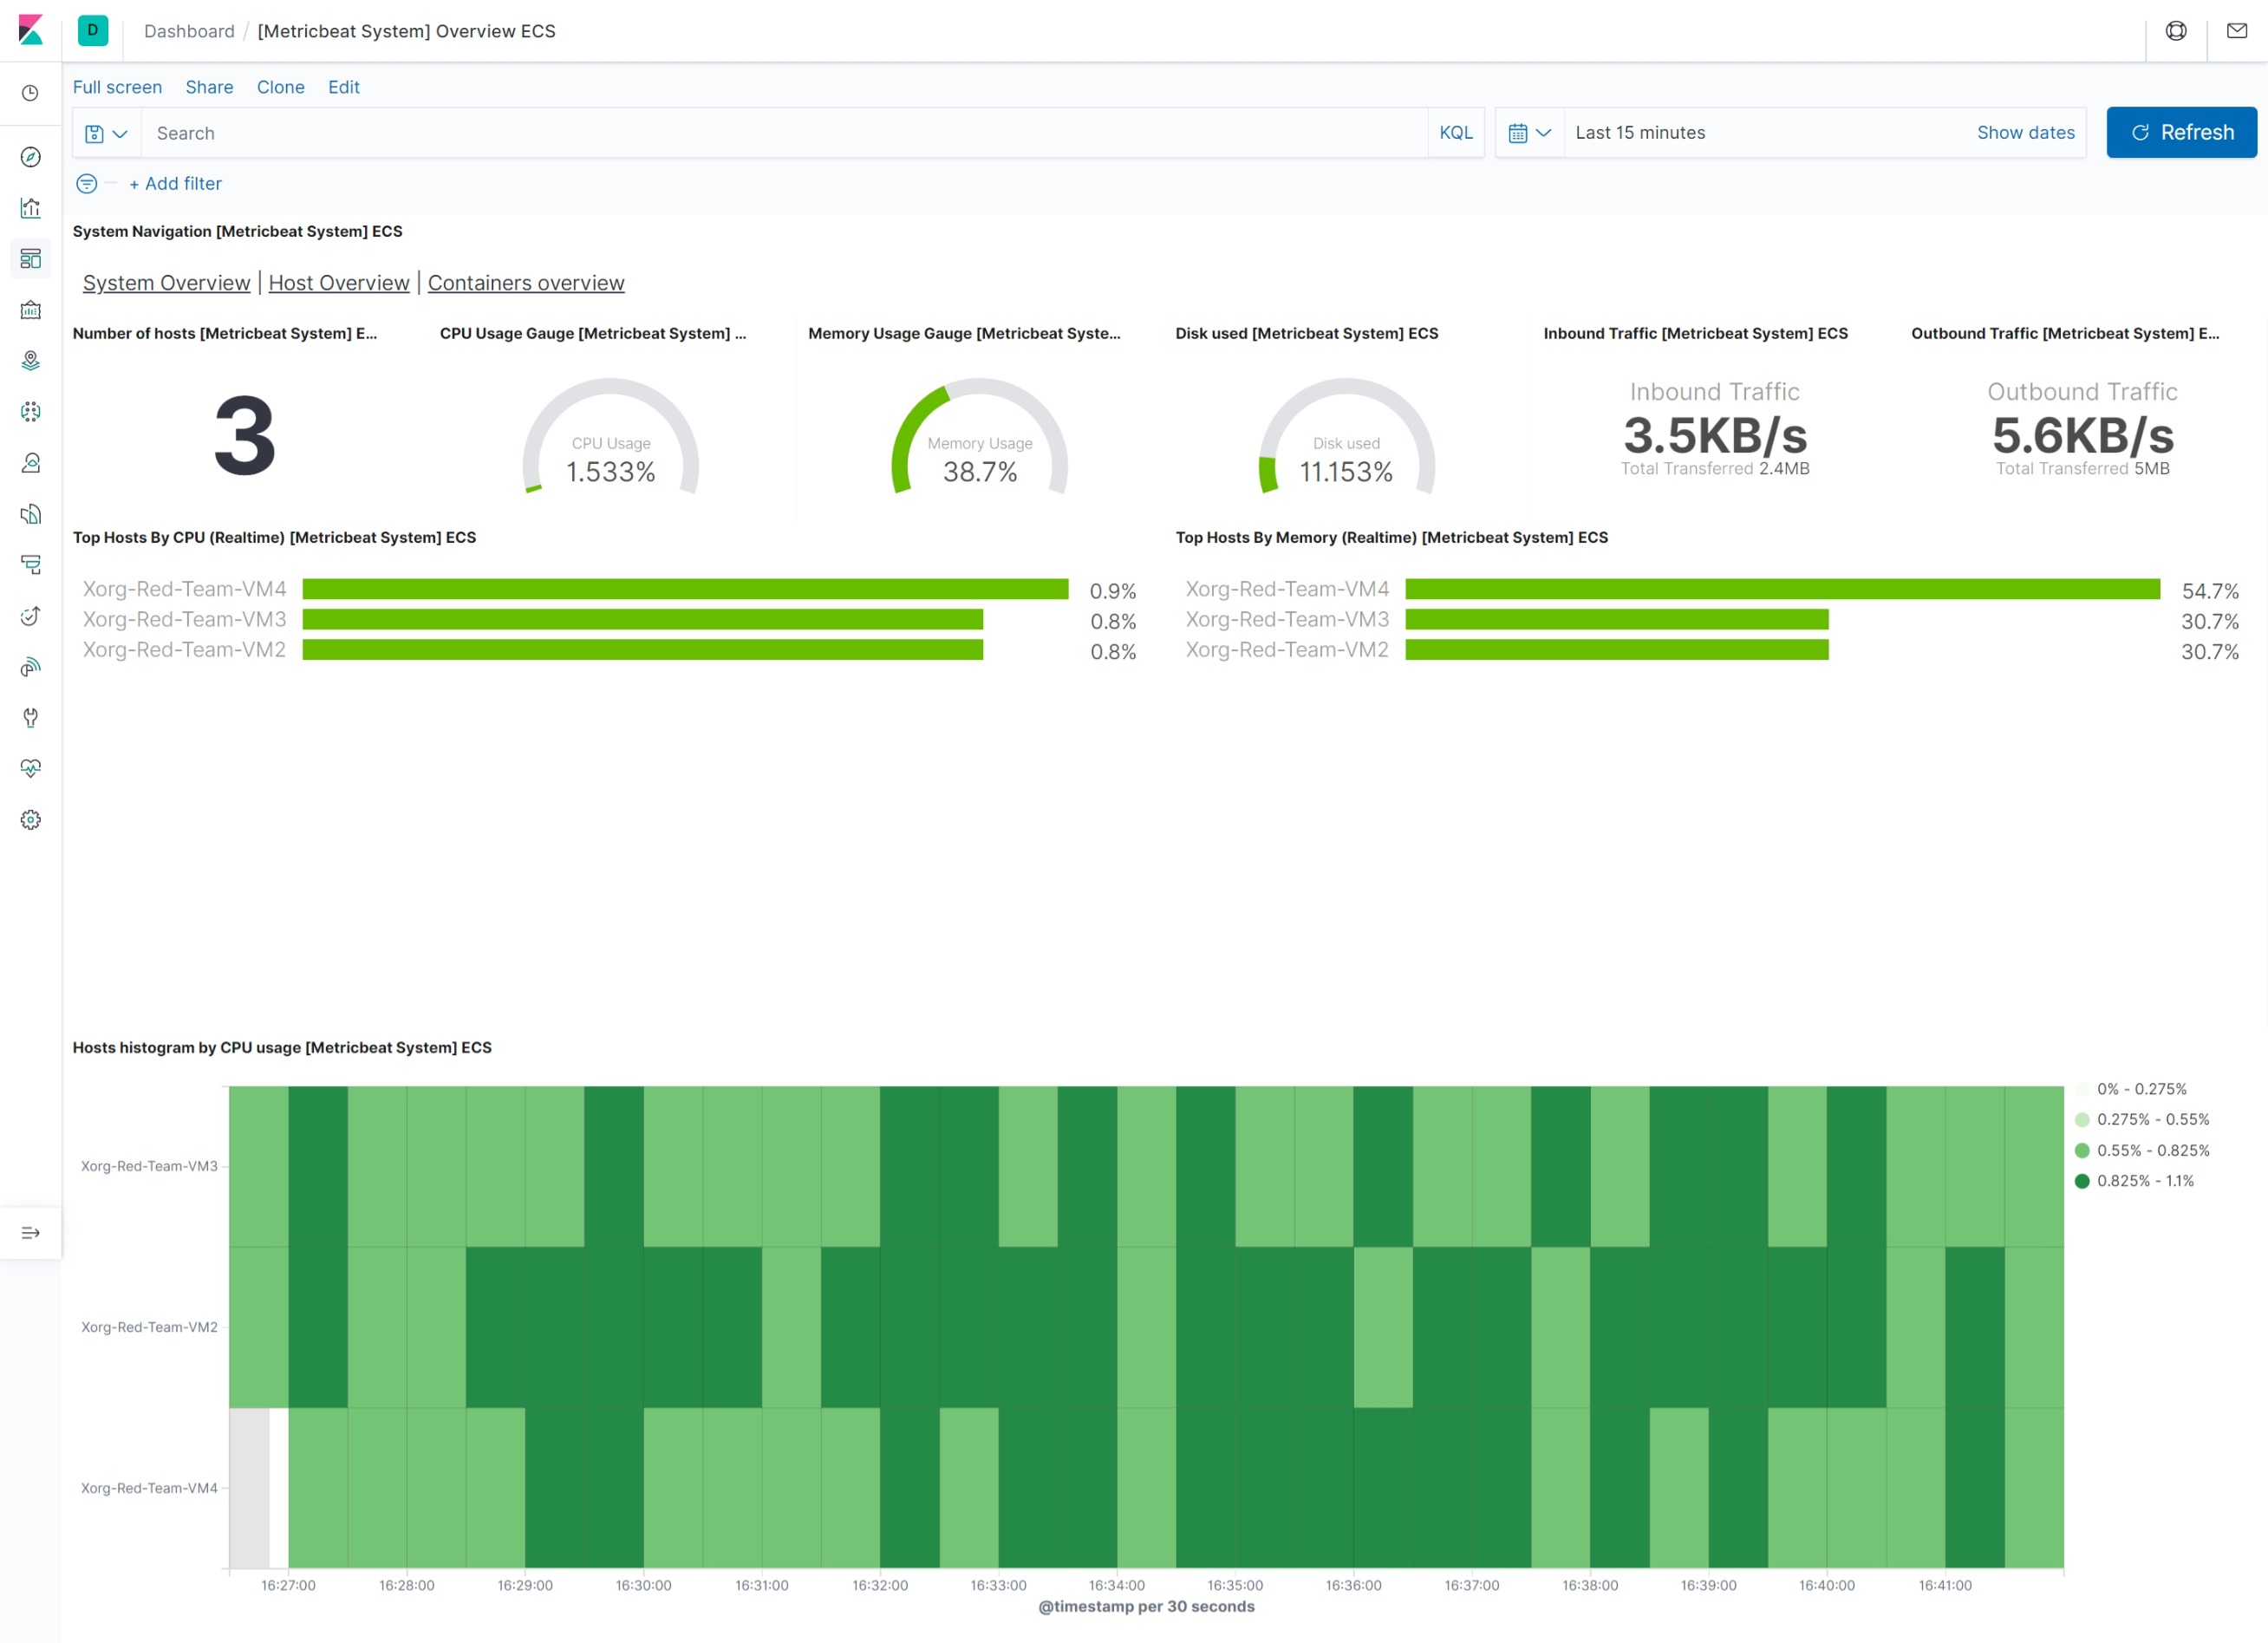 D Dashboard / [Metricbeat System] Overview ECS
Full screen Share Clone Edit
Search KQL Last 15 minutes Show dates Refresh
+ Add filter
System Navigation [Metricbeat System] ECS
System Overview | Host Overview | Containers overview
Number of hosts [Metricbeat System] E...
3
CPU Usage Gauge [Metricbeat System] ...
CPU Usage
1.533%
Memory Usage Gauge [Metricbeat Syste...
Memory Usage
38.7%
Disk used [Metricbeat System] ECS
Disk used
11.153%
Inbound Traffic [Metricbeat System] ECS
Inbound Traffic
3.5KB/s
Total Transferred 2.4MB
Outbound Traffic [Metricbeat System] E...
Outbound Traffic
5.6KB/s
Total Transferred 5MB
Top Hosts By CPU (Realtime) [Metricbeat System] ECS
Xorg-Red-Team-VM4 0.9%
Xorg-Red-Team-VM3 0.8%
Xorg-Red-Team-VM2 0.8%
Top Hosts By Memory (Realtime) [Metricbeat System] ECS
Xorg-Red-Team-VM4 54.7%
Xorg-Red-Team-VM3 30.7%
Xorg-Red-Team-VM2 30.7%
Hosts histogram by CPU usage [Metricbeat System] ECS
0% - 0.275%
0.275% - 0.55%
0.55% - 0.825%
0.825% - 1.1%
Xorg-Red-Team-VM3
Xorg-Red-Team-VM2
Xorg-Red-Team-VM4
16:27:00 16:28:00 16:29:00 16:30:00 16:31:00 16:32:00 16:33:00 16:34:00 16:35:00 16:36:00 16:37:00 16:38:00 16:39:00 16:40:00 16:41:00
@timestamp per 30 seconds